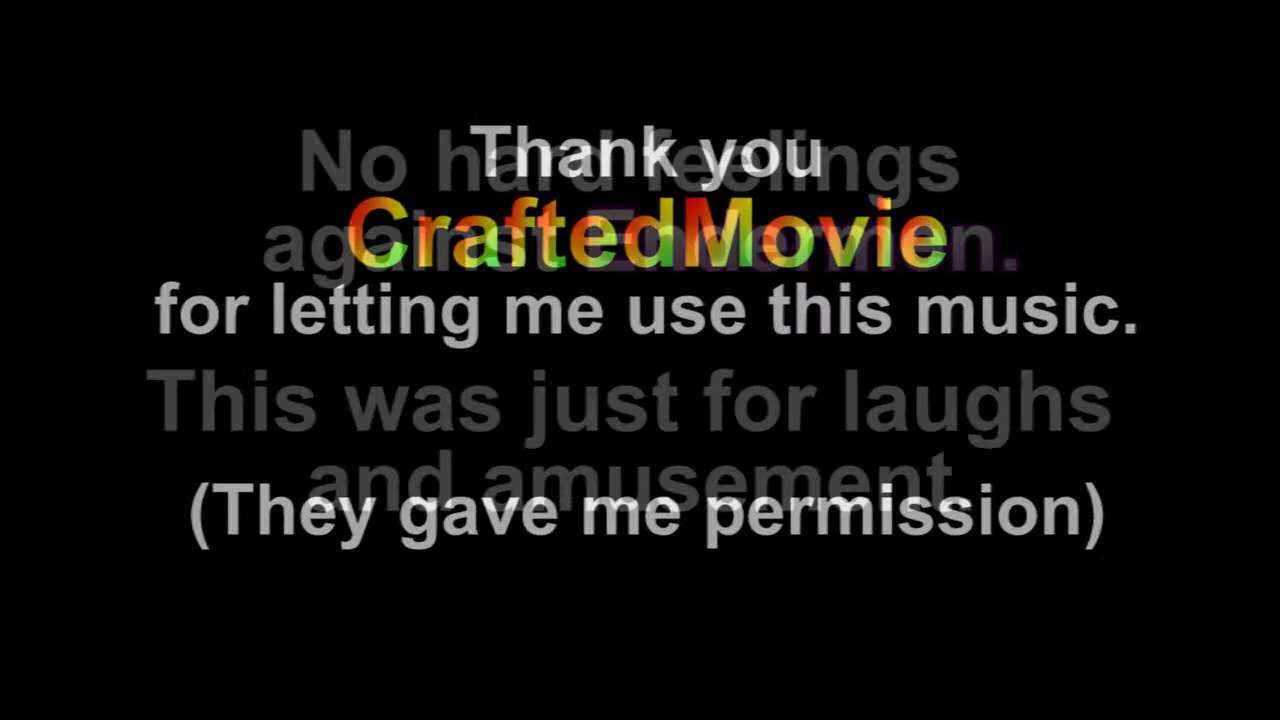 Thank you
CraftedMovie
for letting me use this music.
(They gave me permission)
No hard feelings
against Endermen.
This was just for laughs
and amusement.